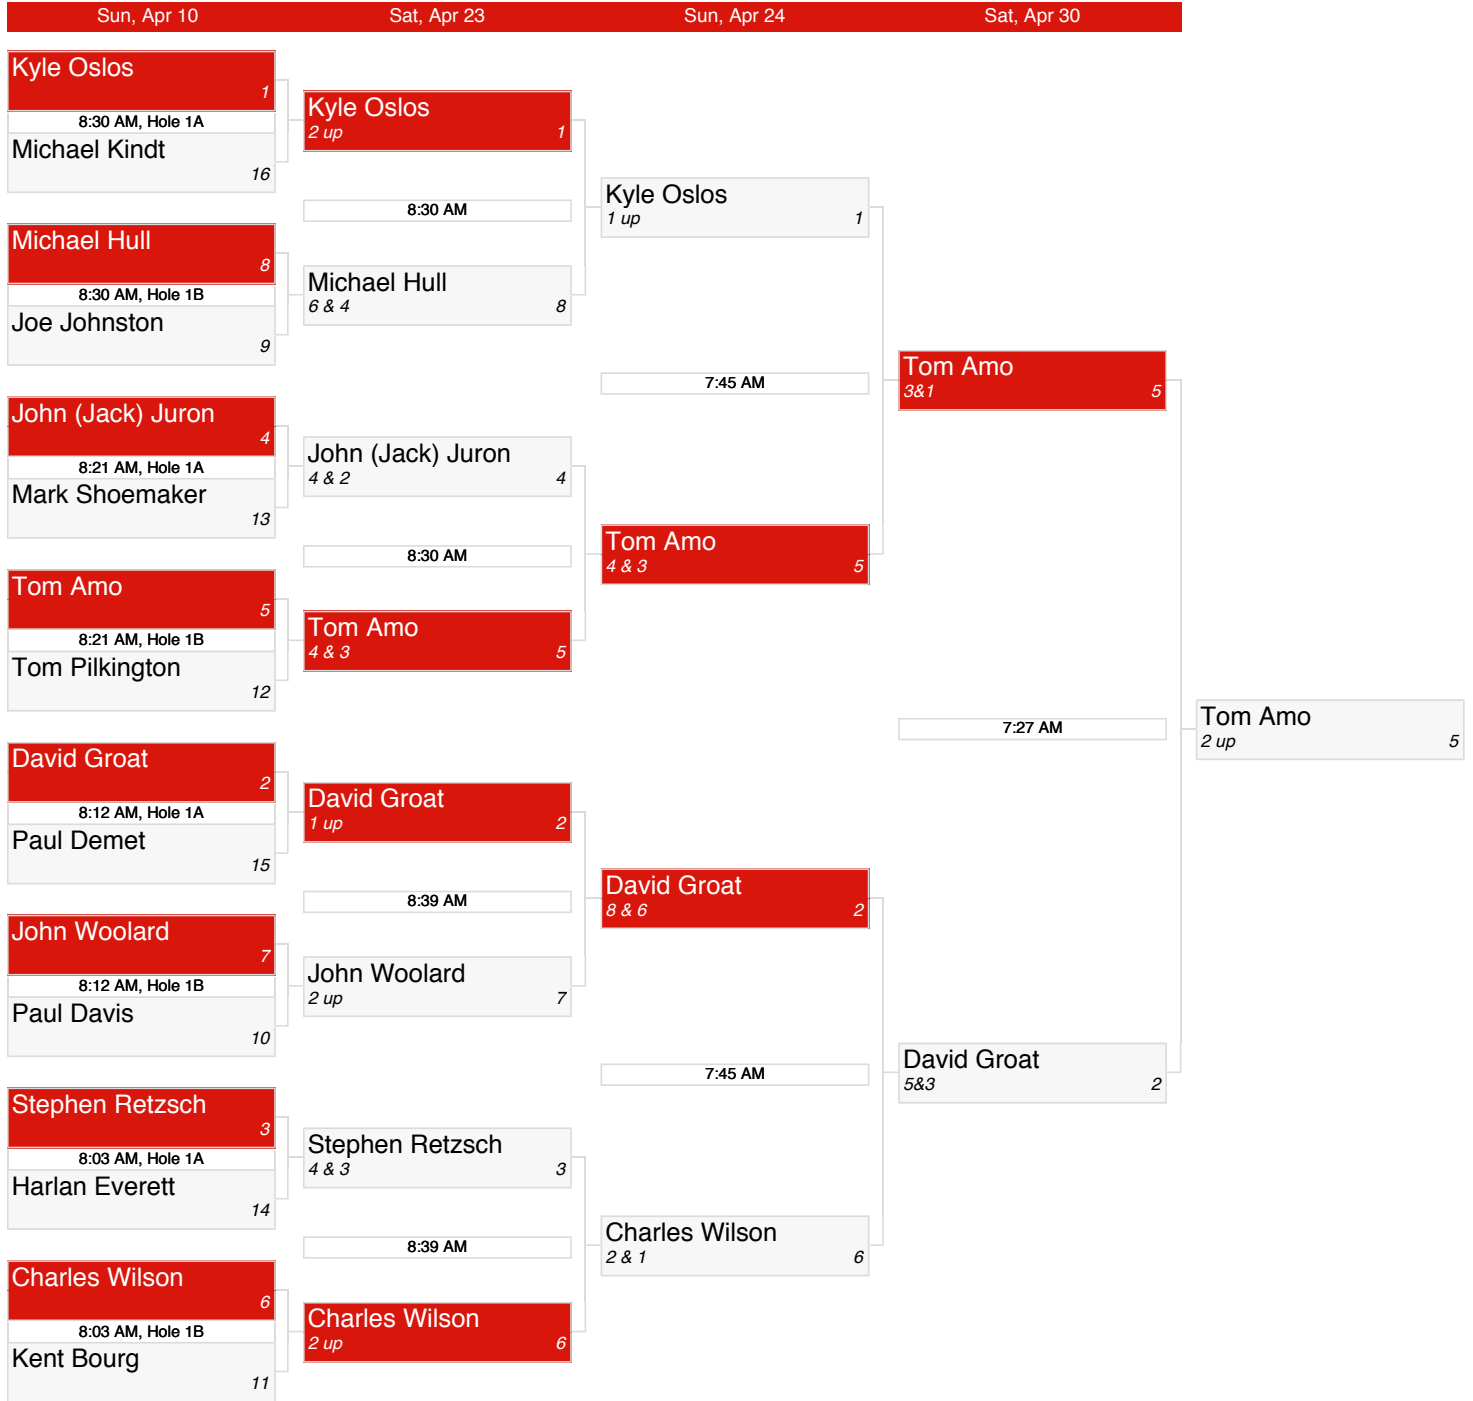 Sun, Apr 10
Sat, Apr 23
Sun, Apr 24
Sat, Apr 30
Kyle Oslos
1
8:30 AM, Hole 1A
Michael Kindt
16
Michael Hull
8
8:30 AM, Hole 1B
Joe Johnston
9
John (Jack) Juron
4
8:21 AM, Hole 1A
Mark Shoemaker
13
Tom Amo
5
8:21 AM, Hole 1B
Tom Pilkington
12
David Groat
2
8:12 AM, Hole 1A
Paul Demet
15
John Woolard
7
8:12 AM, Hole 1B
Paul Davis
10
Stephen Retzsch
3
8:03 AM, Hole 1A
Harlan Everett
14
Charles Wilson
6
8:03 AM, Hole 1B
Kent Bourg
11
Kyle Oslos
2 up 1
8:30 AM
Michael Hull
6 & 4 8
John (Jack) Juron
4 & 2 4
8:30 AM
Tom Amo
4 & 3 5
David Groat
1 up 2
8:39 AM
John Woolard
2 up 7
Stephen Retzsch
4 & 3 3
8:39 AM
Charles Wilson
2 up 6
Kyle Oslos
1 up 1
7:45 AM
Tom Amo
4 & 3 5
David Groat
8 & 6 2
7:45 AM
Charles Wilson
2 & 1 6
Tom Amo
3&1 5
7:27 AM
David Groat
5&3 2
Tom Amo
2 up 5